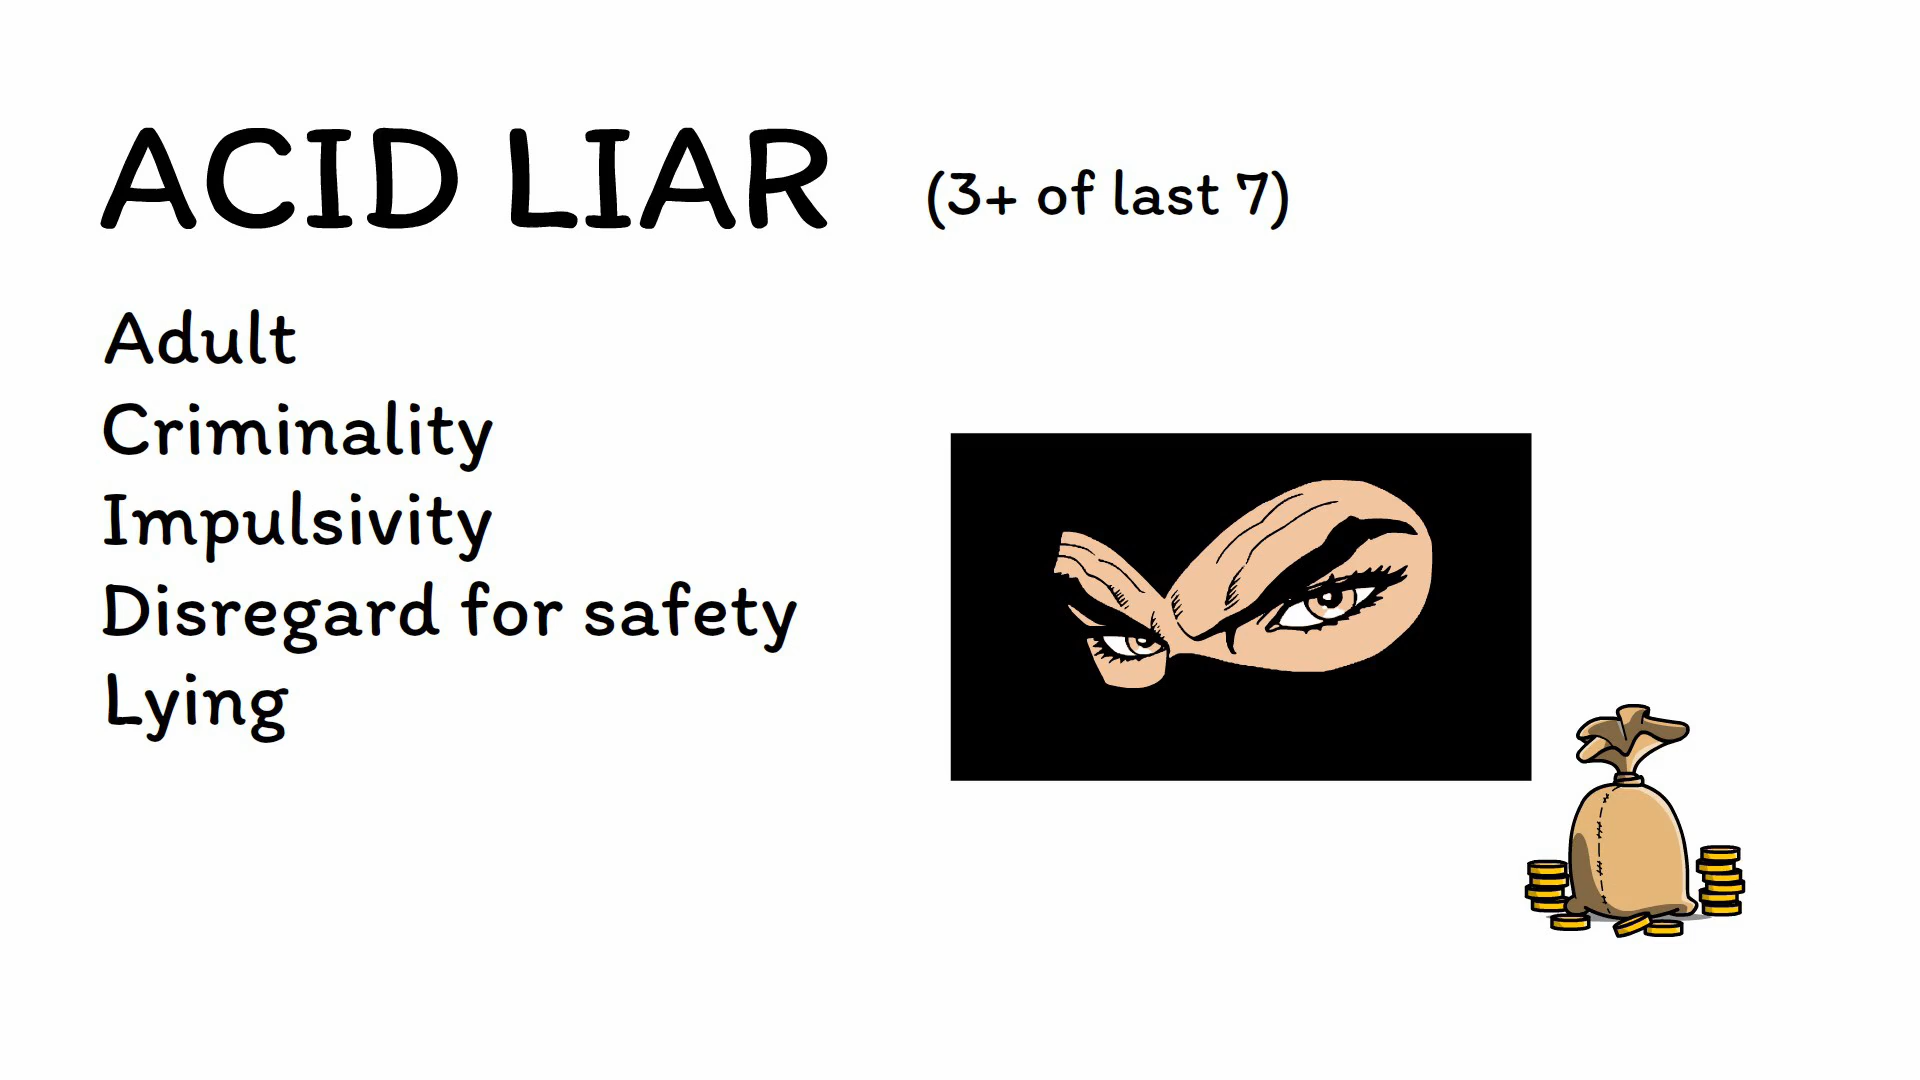 ACID LIAR (3+ of last 7)
Adult
Criminality
Impulsivity
Disregard for safety
Lying